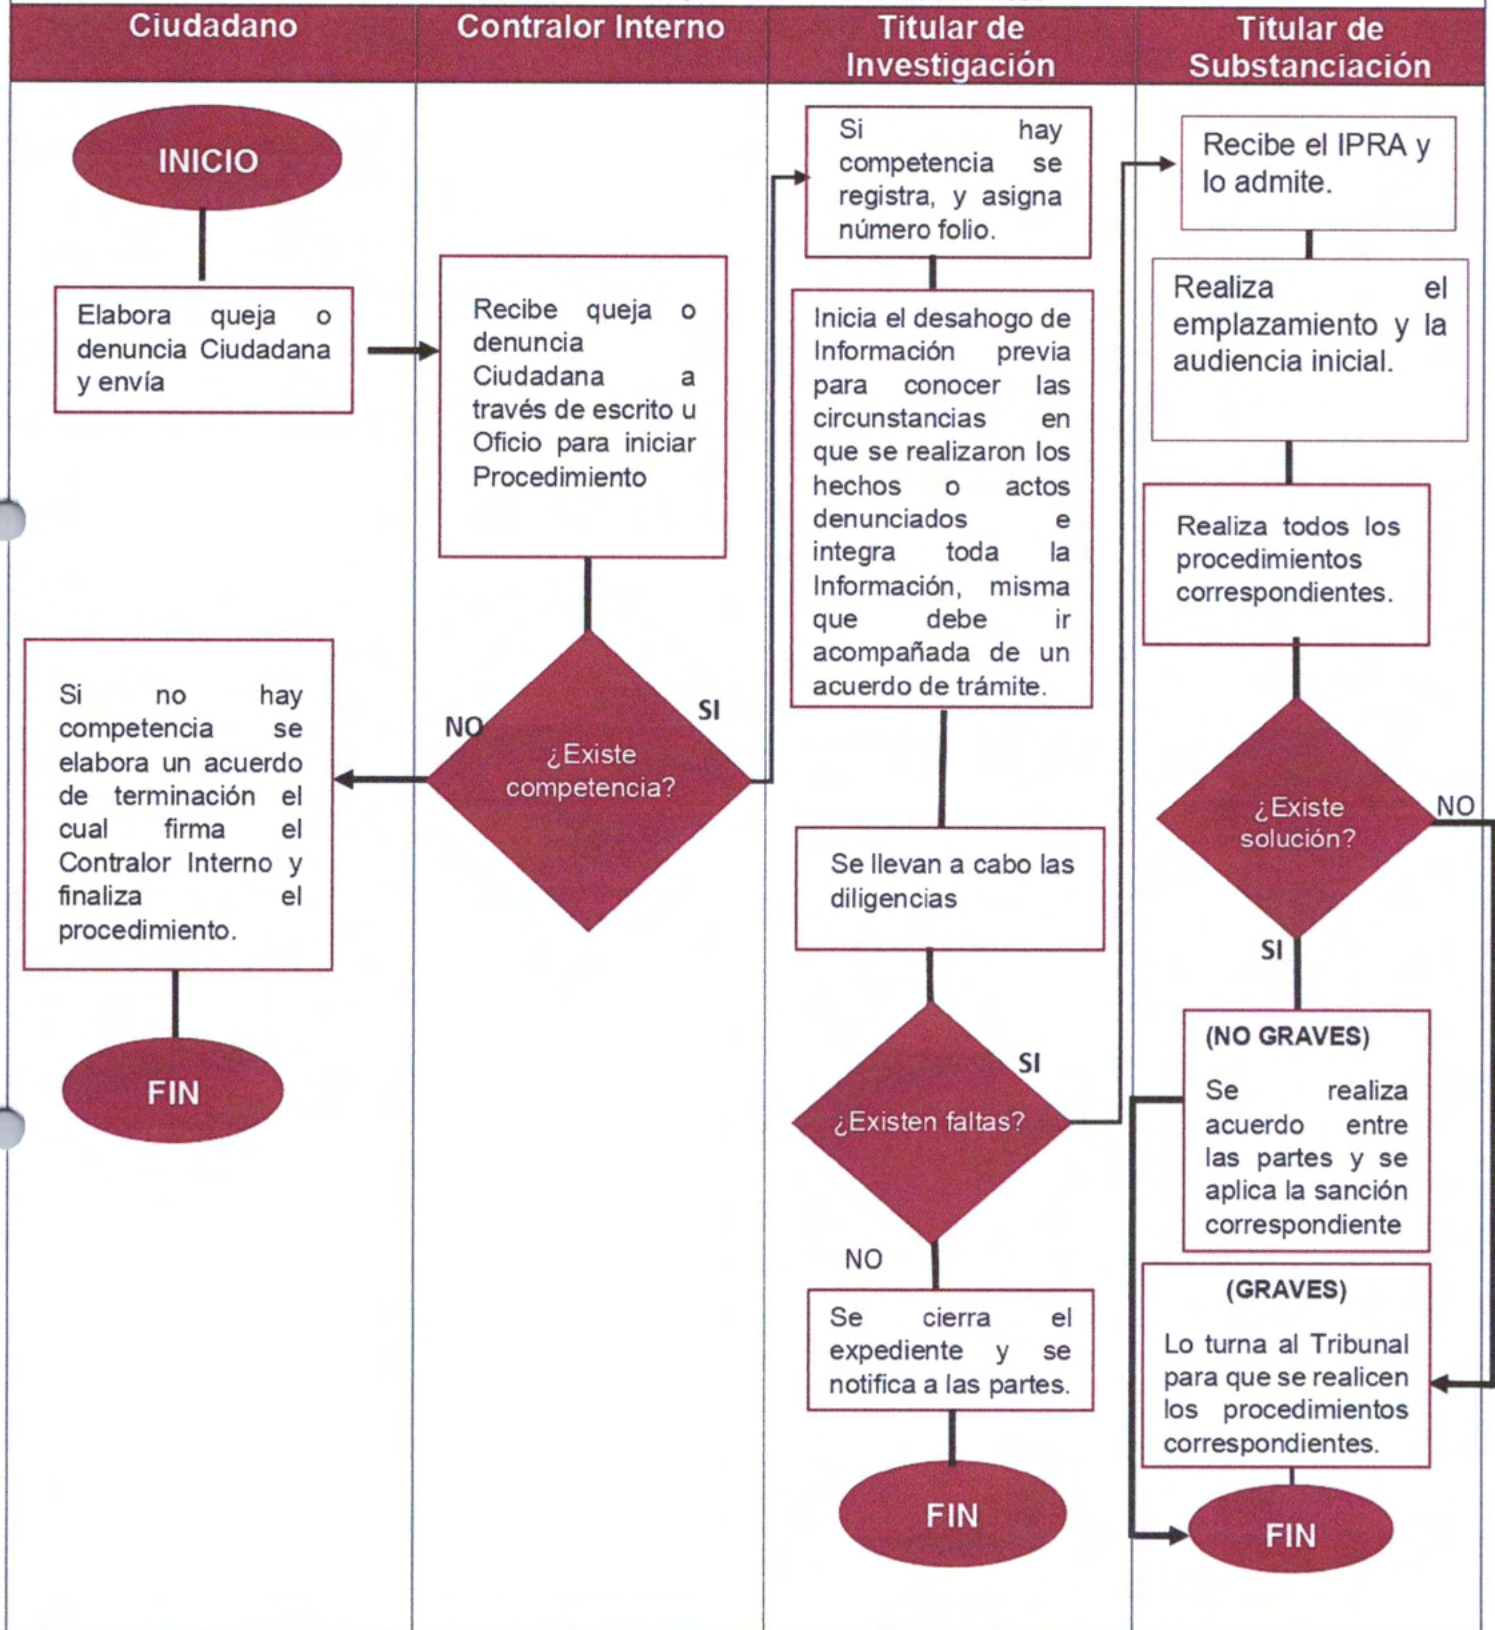 Ciudadano
Contralor Interno
Titular de
Investigación
Titular de
Substanciación
INICIO
Elabora queja o
denuncia Ciudadana
y envía
Si no hay
competencia se
elabora un acuerdo
de terminación el
cual firma el
Contralor Interno y
finaliza el
procedimiento.
FIN
Recibe queja o
denuncia
Ciudadana a
través de escrito u
Oficio para iniciar
Procedimiento
NO
SI
¿Existe
competencia?
Si hay
competencia se
registra, y asigna
número folio.
Inicia el desahogo de
Información previa
para conocer las
circunstancias en
que se realizaron los
hechos o actos
denunciados e
integra toda la
Información, misma
que debe ir
acompañada de un
acuerdo de trámite.
Se llevan a cabo las
diligencias
SI
¿Existen faltas?
NO
Se cierra el
expediente y se
notifica a las partes.
FIN
Recibe el IPRA y
lo admite.
Realiza el
emplazamiento y la
audiencia inicial.
Realiza todos los
procedimientos
correspondientes.
¿Existe
solución?
NO
SI
(NO GRAVES)
Se realiza
acuerdo entre
las partes y se
aplica la sanción
correspondiente
(GRAVES)
Lo turna al Tribunal
para que se realicen
los procedimientos
correspondientes.
FIN